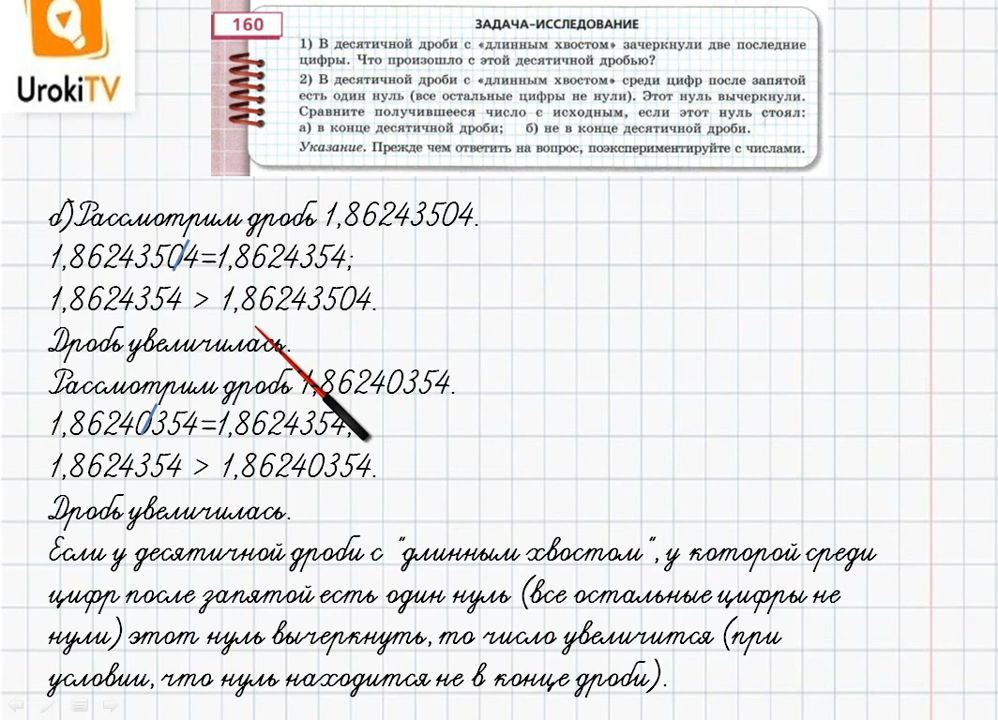 UrokiTV
160
ЗАДАЧА–ИССЛЕДОВАНИЕ
1) В десятичной дроби с «длинным хвостом» зачеркнули две последние
цифры. Что произошло с этой десятичной дробью?
2) В десятичной дроби с «длинным хвостом» среди цифр после запятой
есть один нуль (все остальные цифры не нули). Этот нуль вычеркнули.
Сравните получившееся число с исходным, если этот нуль стоял:
а) в конце десятичной дроби; б) не в конце десятичной дроби.
Указание. Прежде чем ответить на вопрос, поэкспериментируйте с числами.
б) Рассмотрим дробь 1,86243504.
1,86243504=1,8624354;
1,8624354 > 1,86243504.
Дробь увеличилась.
Рассмотрим дробь 1,86240354.
1,86240354=1,8624354;
1,8624354 > 1,86240354.
Дробь увеличилась.
Если у десятичной дроби с "длинным хвостом", у которой среди
цифр после запятой есть один нуль (все остальные цифры не
нули) этот нуль вычеркнуть, то число увеличится (при
условии, что нуль находится не в конце дроби).